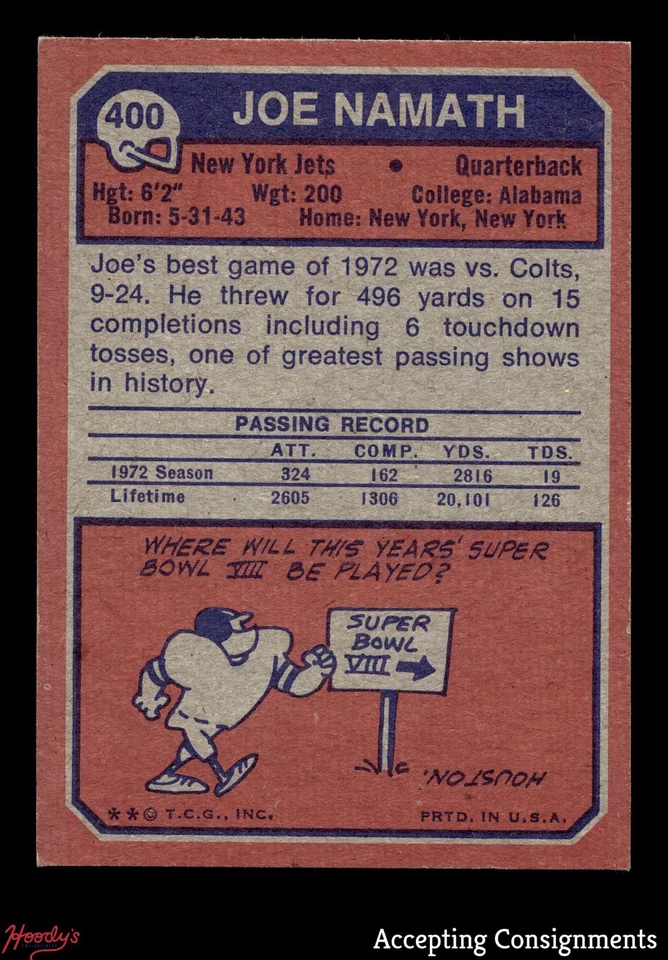 400
JOE NAMATH
New York Jets • Quarterback
Hgt: 6'2" Wgt: 200 College: Alabama
Born: 5-31-43 Home: New York, New York
Joe's best game of 1972 was vs. Colts,
9-24. He threw for 496 yards on 15
completions including 6 touchdown
tosses, one of greatest passing shows
in history.
PASSING RECORD
ATT. COMP. YDS. TDS.
1972 Season 324 162 2816 19
Lifetime 2605 1306 20,101 126
WHERE WILL THIS YEARS' SUPER
BOWL VIII BE PLAYED?
SUPER
BOWL
VIII
HOUSTON.
**© T.C.G., INC. PRTD. IN U.S.A.
Hoody's
Accepting Consignments